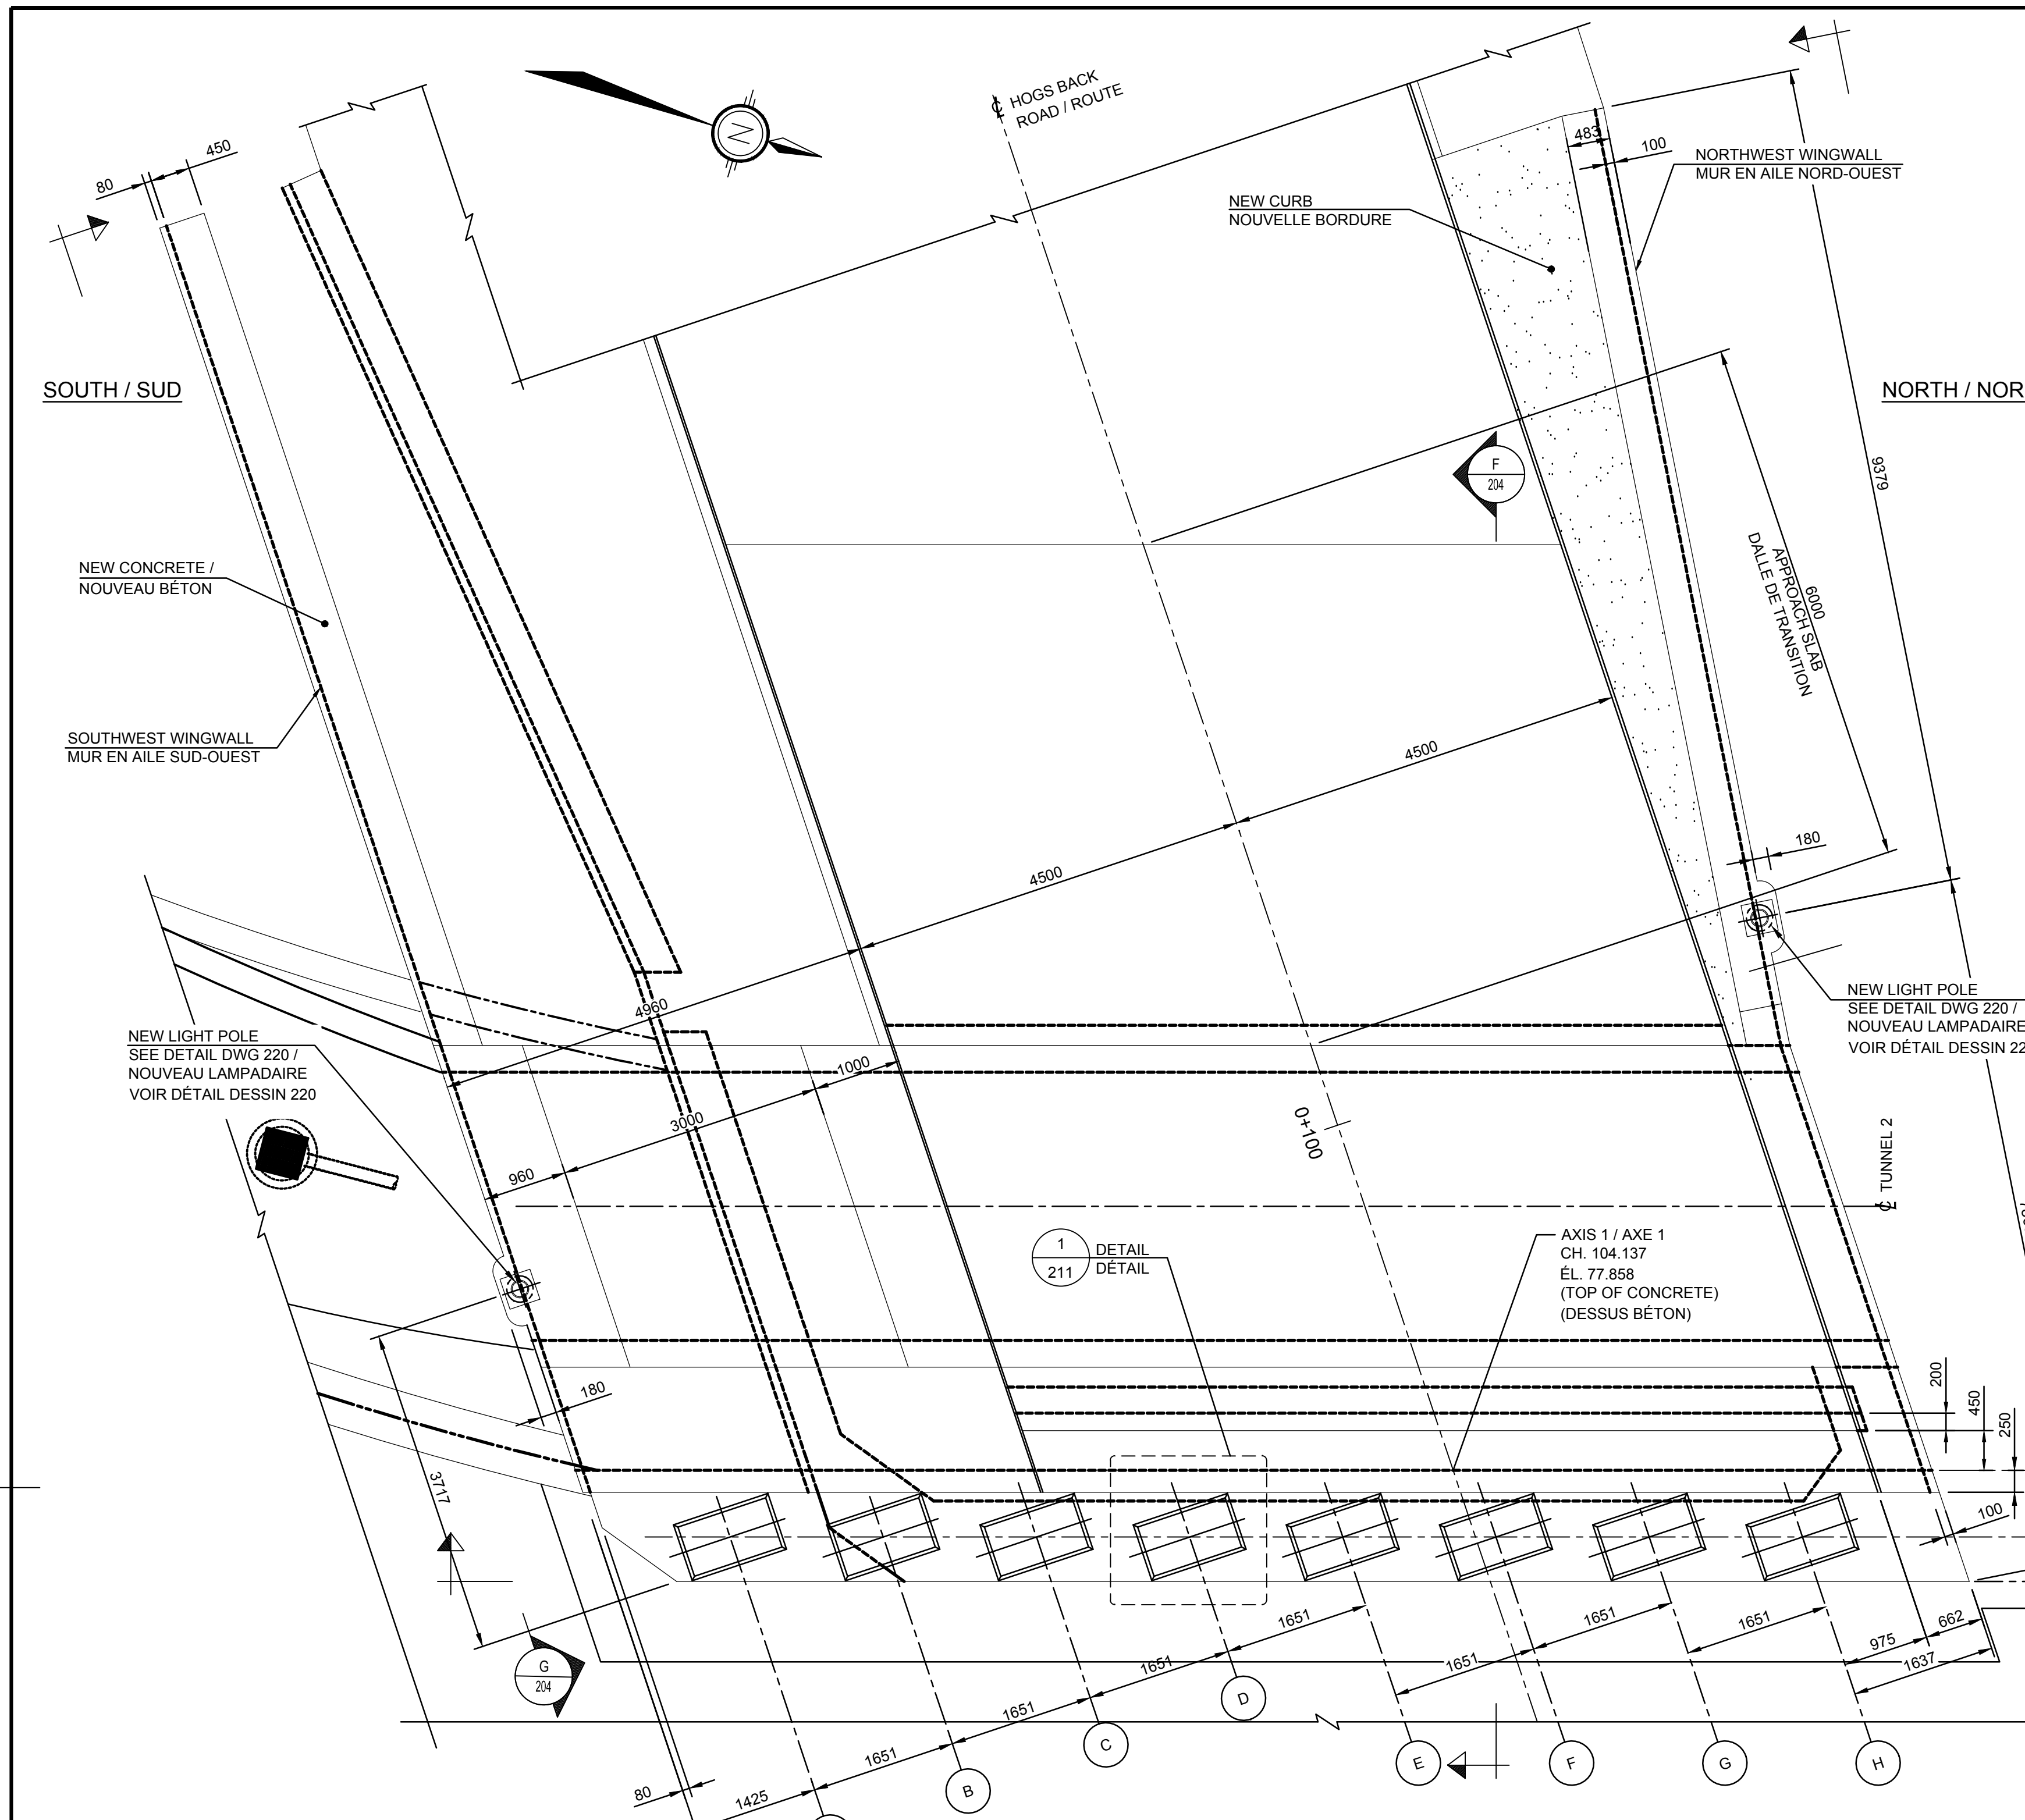 ℄ HOGS BACK
ROAD / ROUTE
450
80
483
100
NORTHWEST WINGWALL
MUR EN AILE NORD-OUEST
NEW CURB
NOUVELLE BORDURE
SOUTH / SUD
NORTH / NOR
F
204
9379
NEW CONCRETE /
NOUVEAU BÉTON
6000
APPROACH SLAB
DALLE DE TRANSITION
SOUTHWEST WINGWALL
MUR EN AILE SUD-OUEST
4500
4500
180
4960
NEW LIGHT POLE
SEE DETAIL DWG 220 /
NOUVEAU LAMPADAIRE
VOIR DÉTAIL DESSIN 22
NEW LIGHT POLE
SEE DETAIL DWG 220 /
NOUVEAU LAMPADAIRE
VOIR DÉTAIL DESSIN 220
1000
3000
960
0+100
℄ TUNNEL 2
1
211
DETAIL
DÉTAIL
AXIS 1 / AXE 1
CH. 104.137
ÉL. 77.858
(TOP OF CONCRETE)
(DESSUS BÉTON)
180
200
450
250
3717
100
1651
1651
1651
662
975
1637
1651
1651
G
204
1651
1651
D
C
E
F
G
H
B
80
1425
N